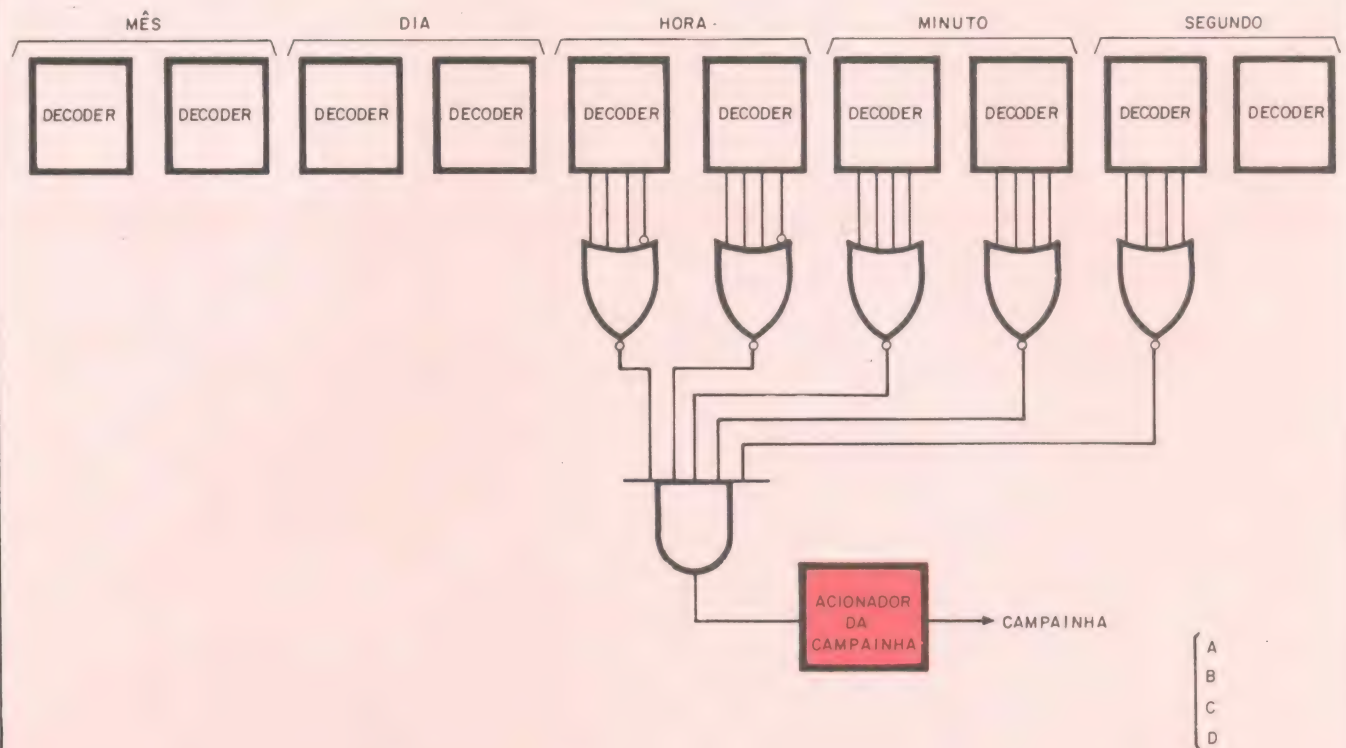 MÊS DIA HORA MINUTO SEGUNDO
DECODER DECODER DECODER DECODER DECODER DECODER DECODER DECODER DECODER DECODER
ACIONADOR
DA
CAMPAINHA
CAMPAINHA
A
B
C
D